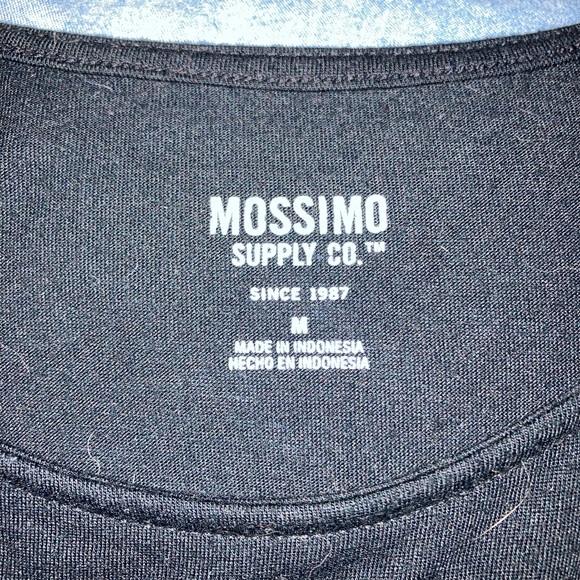 MOSSIMO
SUPPLY CO.™
SINCE 1987
M
MADE IN INDONESIA
HECHO EN INDONESIA